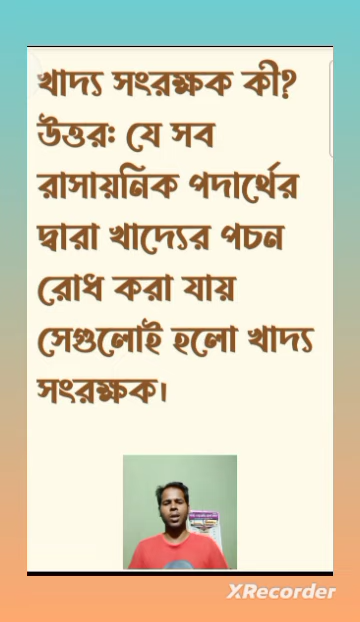 খাদ্য সংরক্ষক কী?
উত্তর: যে সব
রাসায়নিক পদার্থের
দ্বারা খাদ্যের পচন
রোধ করা যায়
সেগুলোই হলো খাদ্য
সংরক্ষক।
XRecorder